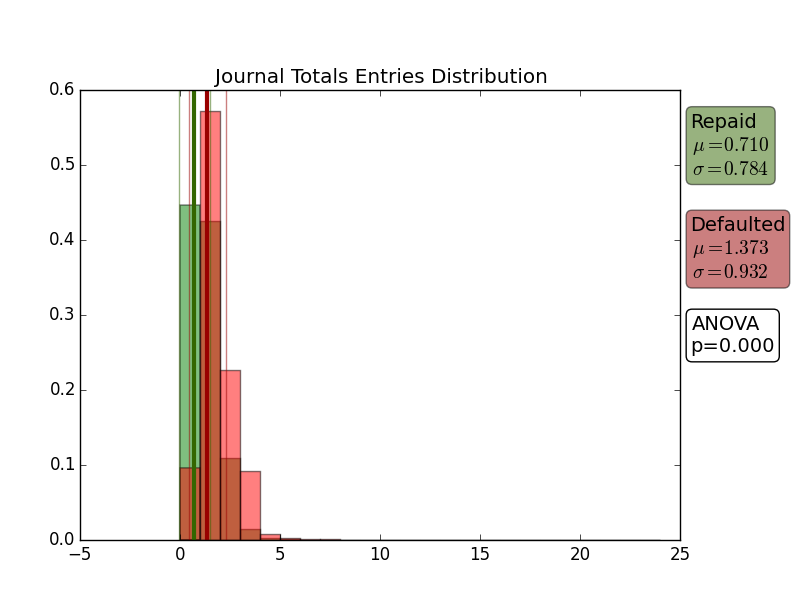 Journal Totals Entries Distribution
0.6
0.5
0.4
0.3
0.2
0.1
0.0
−5 0 5 10 15 20 25
Repaid
μ=0.710
σ=0.784
Defaulted
μ=1.373
σ=0.932
ANOVA
p=0.000